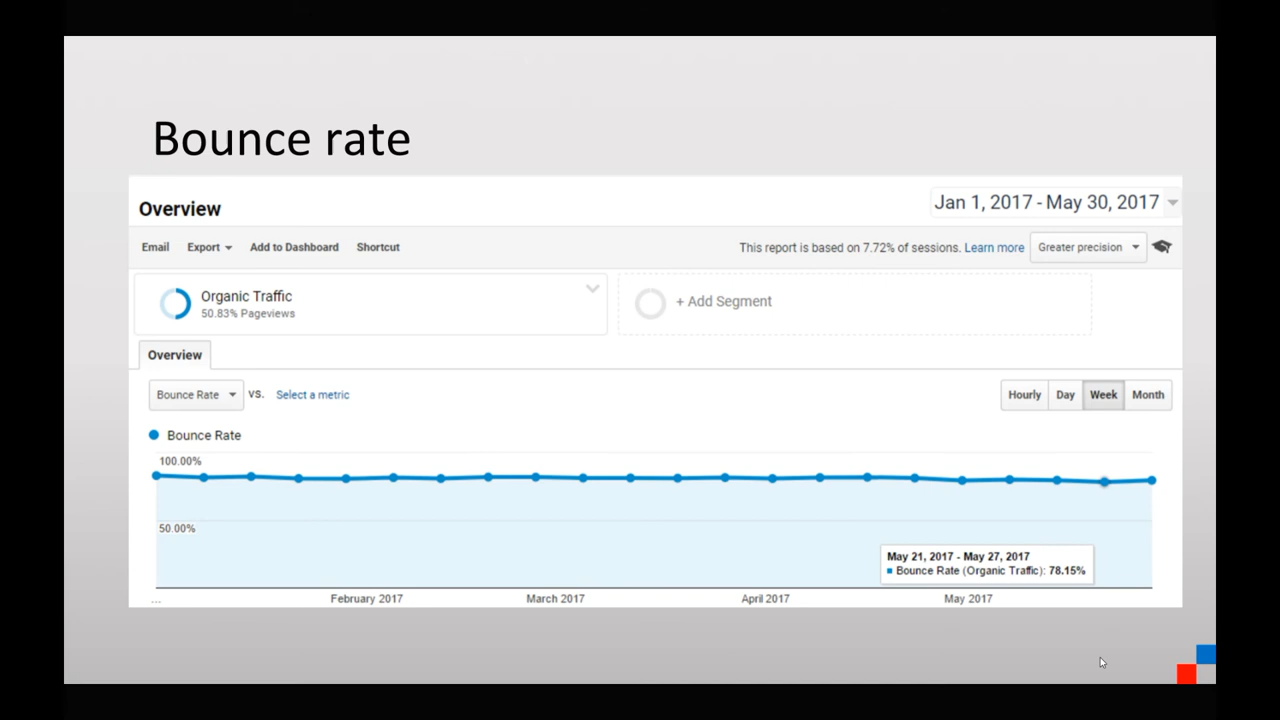 Bounce rate
Overview
Jan 1, 2017 - May 30, 2017
Email Export Add to Dashboard Shortcut
This report is based on 7.72% of sessions. Learn more Greater precision
Organic Traffic
50.83% Pageviews
+ Add Segment
Overview
Bounce Rate VS. Select a metric
Hourly Day Week Month
Bounce Rate
100.00%
50.00%
May 21, 2017 - May 27, 2017
Bounce Rate (Organic Traffic): 78.15%
... February 2017 March 2017 April 2017 May 2017